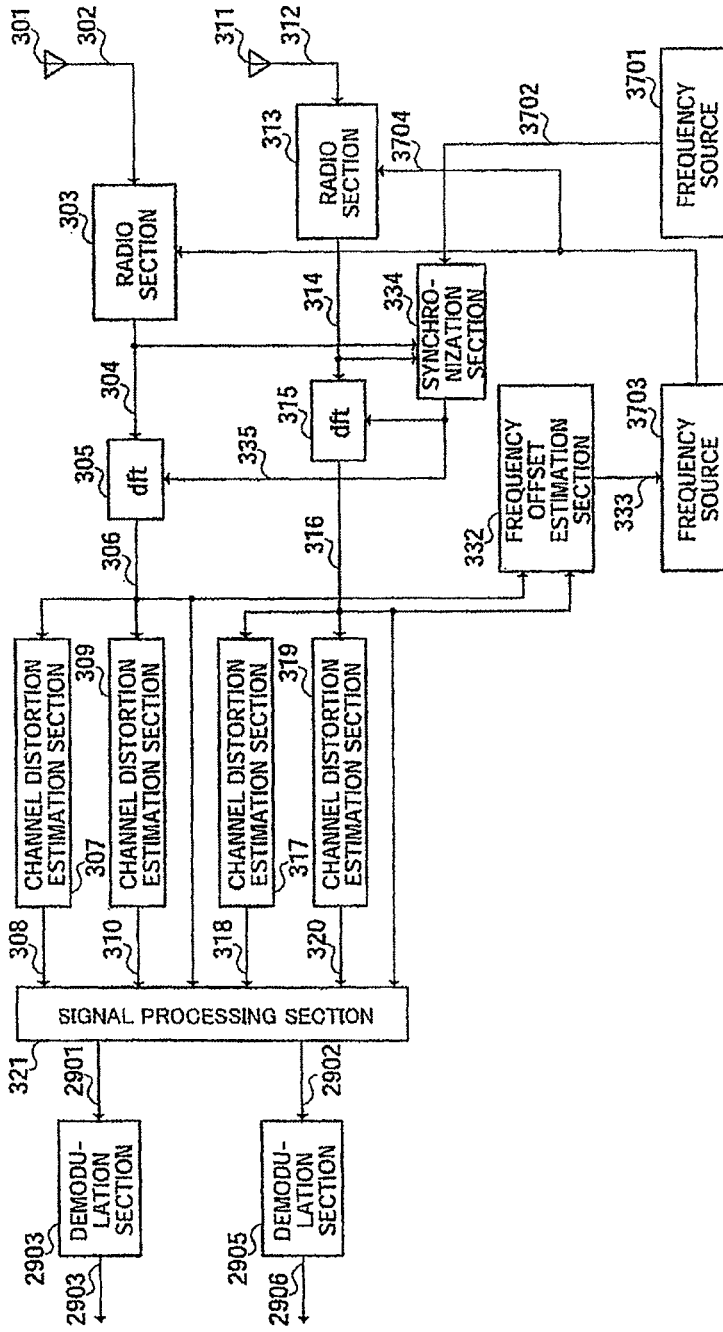 301
302
303
RADIO
SECTION
304
305
dft
306
307
CHANNEL DISTORTION
ESTIMATION SECTION
308
309
CHANNEL DISTORTION
ESTIMATION SECTION
310
311
312
313
RADIO
SECTION
314
315
dft
316
317
CHANNEL DISTORTION
ESTIMATION SECTION
318
319
CHANNEL DISTORTION
ESTIMATION SECTION
320
321
SIGNAL PROCESSING SECTION
2901
2902
2903
DEMODU-
LATION
SECTION
2903
2905
DEMODU-
LATION
SECTION
2906
334
SYNCHRO-
NIZATION
SECTION
335
332
FREQUENCY
OFFSET
ESTIMATION
SECTION
333
3701
FREQUENCY
SOURCE
3702
3703
FREQUENCY
SOURCE
3704